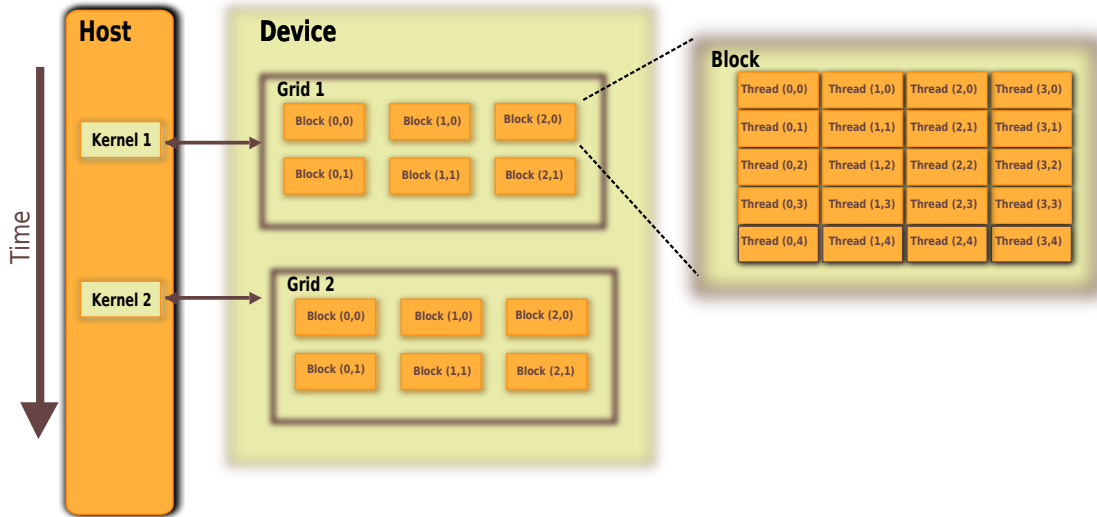 Host
Kernel 1
Kernel 2
Time
Device
Grid 1
Block (0,0) Block (1,0) Block (2,0)
Block (0,1) Block (1,1) Block (2,1)
Grid 2
Block (0,0) Block (1,0) Block (2,0)
Block (0,1) Block (1,1) Block (2,1)
Block
Thread (0,0) Thread (1,0) Thread (2,0) Thread (3,0)
Thread (0,1) Thread (1,1) Thread (2,1) Thread (3,1)
Thread (0,2) Thread (1,2) Thread (2,2) Thread (3,2)
Thread (0,3) Thread (1,3) Thread (2,3) Thread (3,3)
Thread (0,4) Thread (1,4) Thread (2,4) Thread (3,4)